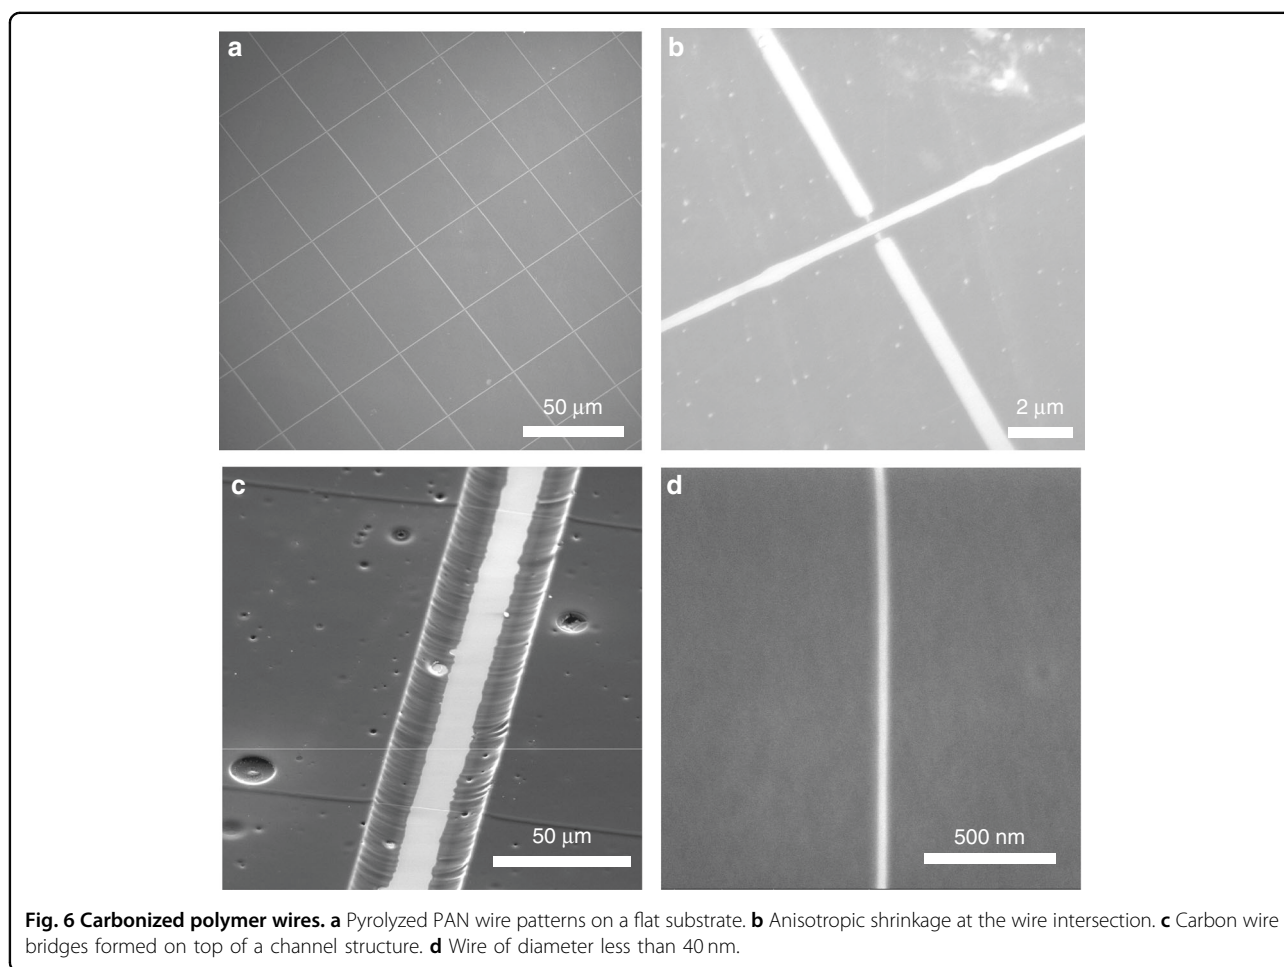 a
b
50 μm
2 μm
c
d
50 μm
500 nm
Fig. 6 Carbonized polymer wires. a Pyrolyzed PAN wire patterns on a flat substrate. b Anisotropic shrinkage at the wire intersection. c Carbon wire
bridges formed on top of a channel structure. d Wire of diameter less than 40 nm.